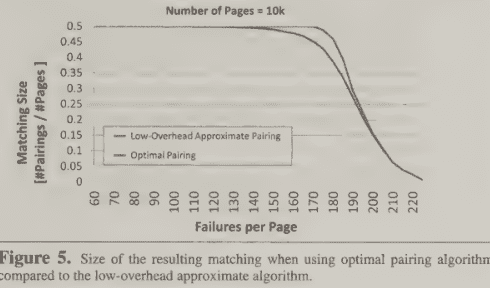 Number of Pages = 10k
Matching Size
[#Pairings / #Pages ]
0.5
0.45
0.4
0.35
0.3
0.25
0.2
0.15
0.1
0.05
0
Low-Overhead Approximate Pairing
Optimal Pairing
60 70 80 90 100 110 120 130 140 150 160 170 180 190 200 210 220
Failures per Page
Figure 5. Size of the resulting matching when using optimal pairing algorithm
compared to the low-overhead approximate algorithm.